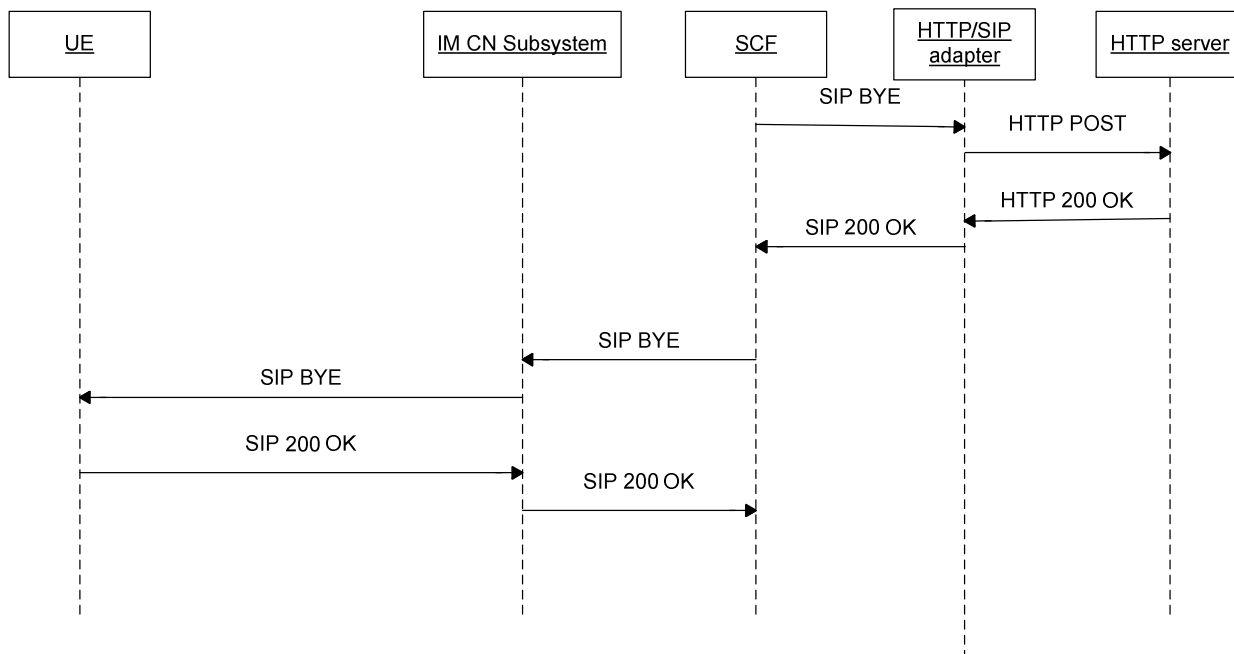 UE
IM CN Subsystem
SCF
HTTP/SIP
adapter
HTTP server
SIP BYE
HTTP POST
HTTP 200 OK
SIP 200 OK
SIP BYE
SIP BYE
SIP 200 OK
SIP 200 OK